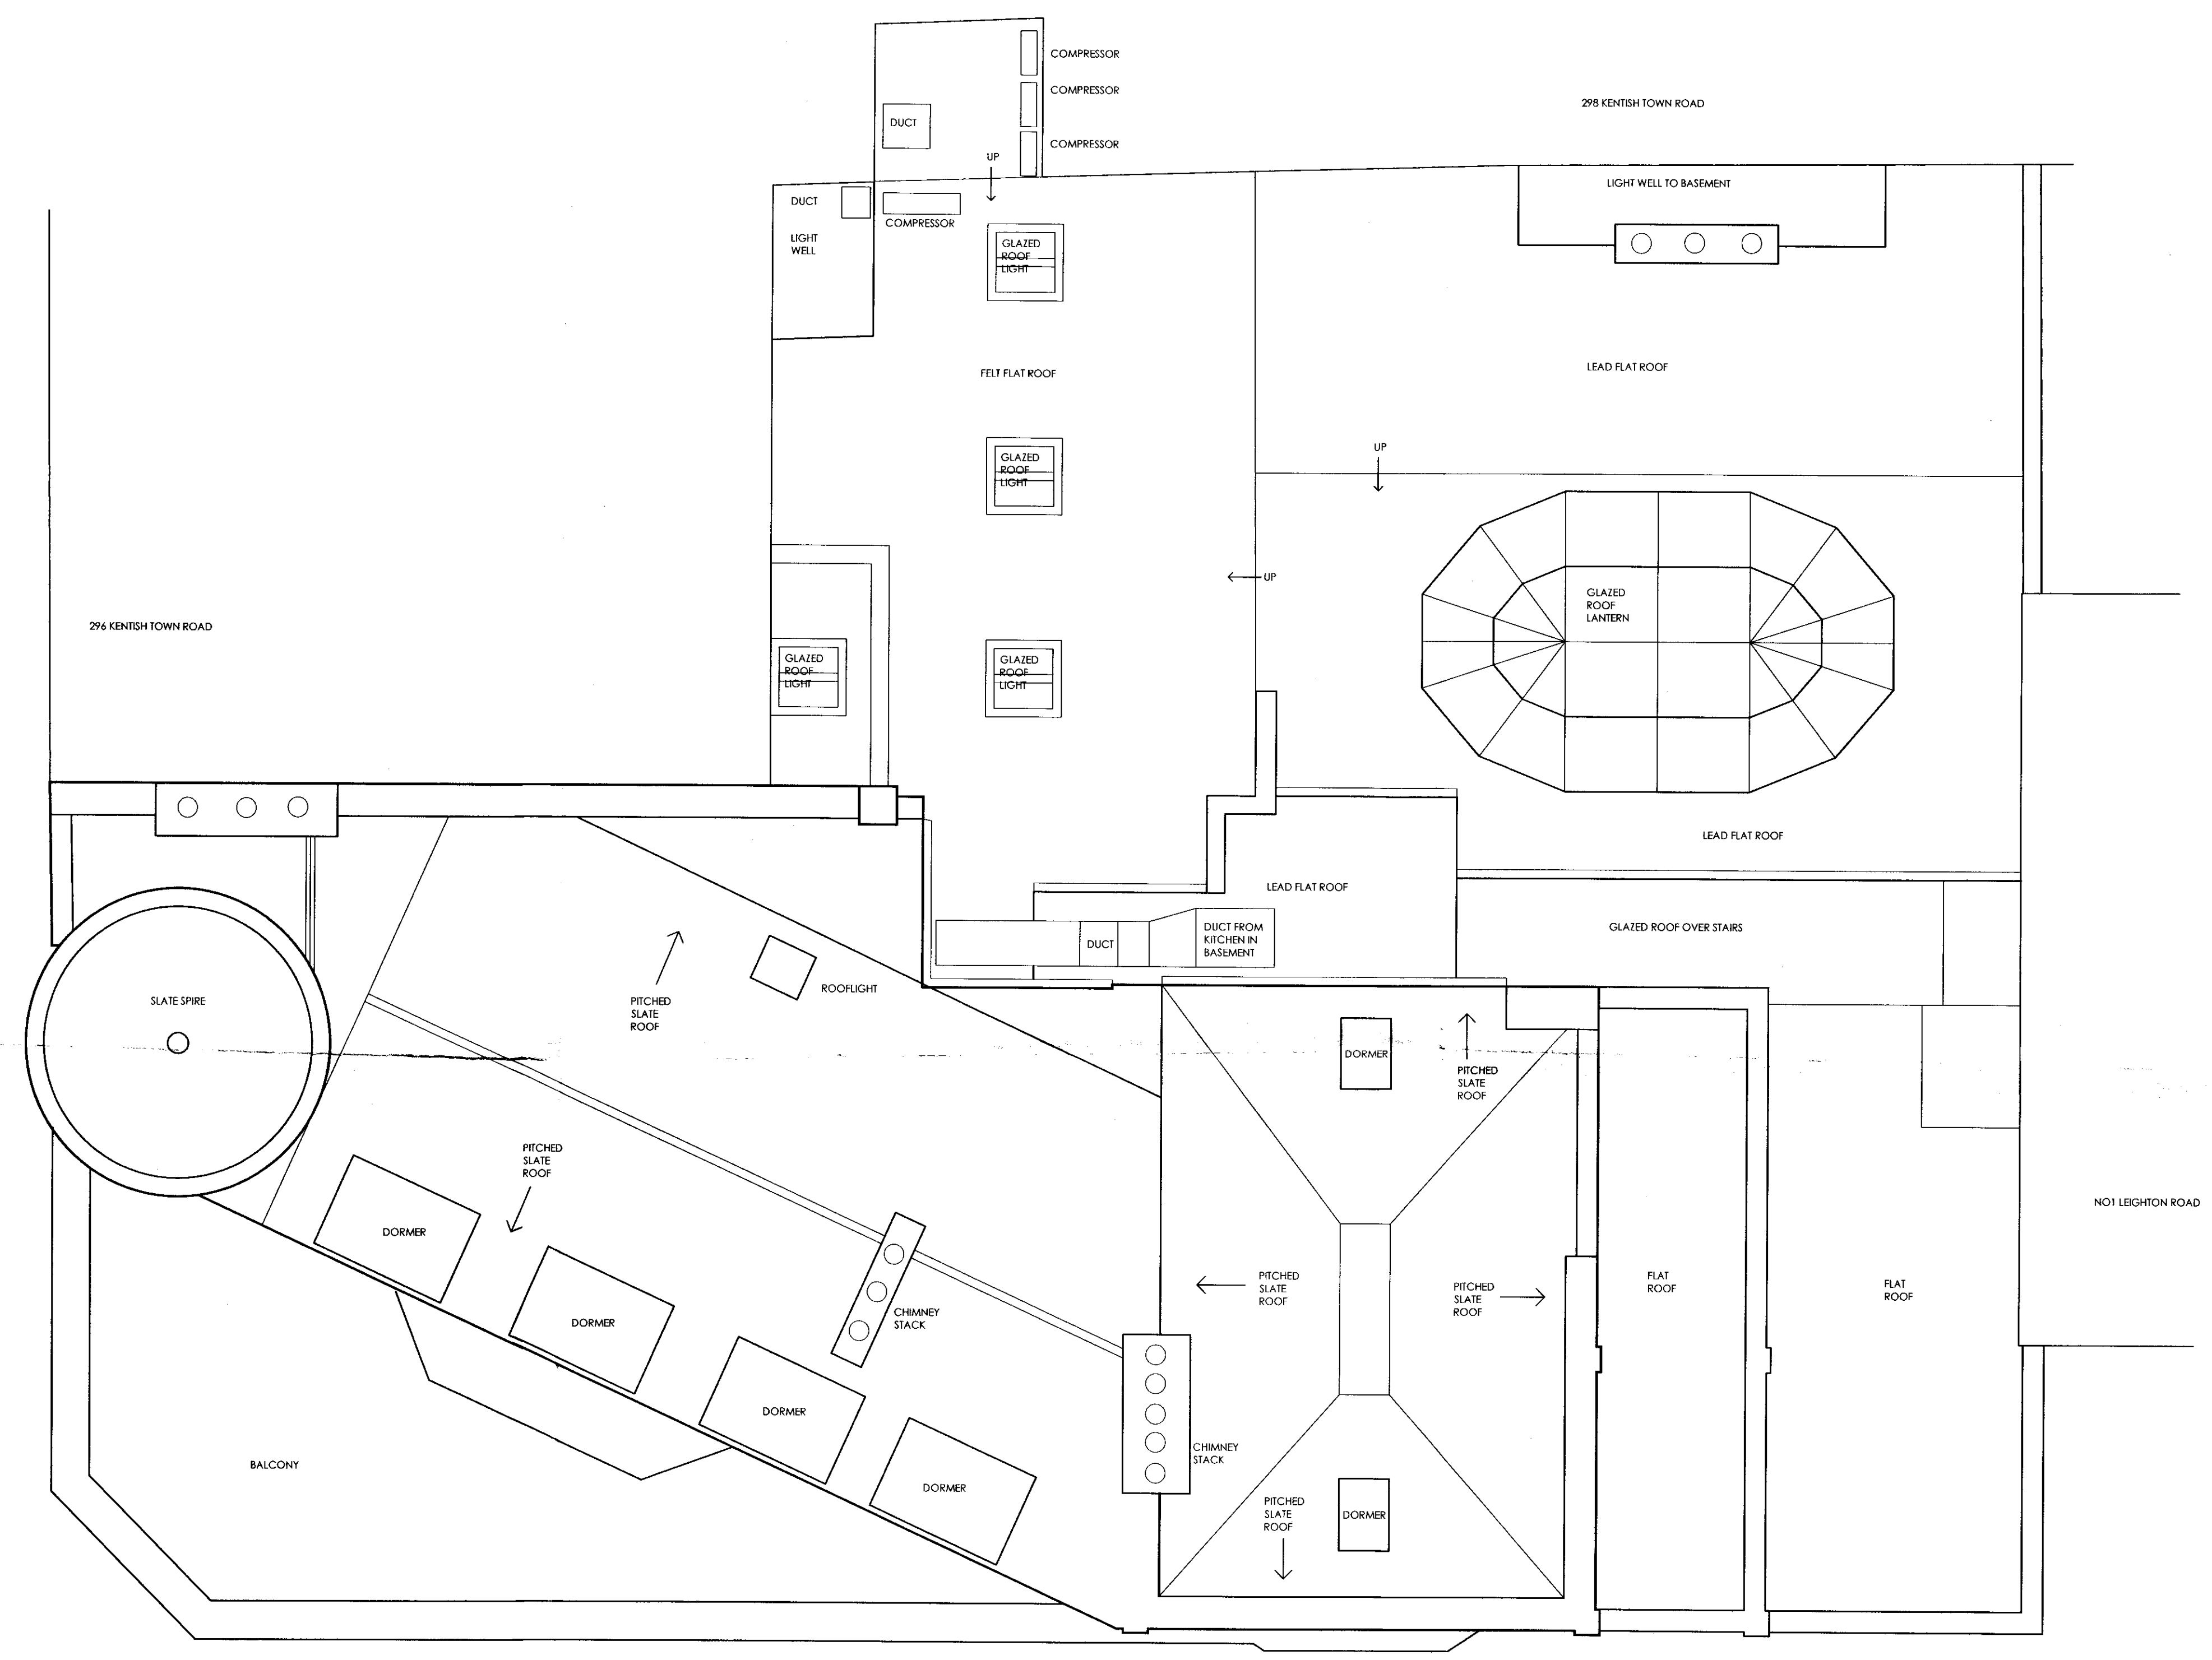 COMPRESSOR
COMPRESSOR
298 KENTISH TOWN ROAD
DUCT
COMPRESSOR
UP
LIGHT WELL TO BASEMENT
DUCT
COMPRESSOR
LIGHT
WELL
GLAZED
ROOF
LIGHT
FELT FLAT ROOF
LEAD FLAT ROOF
UP
GLAZED
ROOF
LIGHT
UP
GLAZED
ROOF
LANTERN
296 KENTISH TOWN ROAD
GLAZED
ROOF
LIGHT
GLAZED
ROOF
LIGHT
LEAD FLAT ROOF
LEAD FLAT ROOF
GLAZED ROOF OVER STAIRS
DUCT
DUCT FROM
KITCHEN IN
BASEMENT
SLATE SPIRE
PITCHED
SLATE
ROOF
ROOFLIGHT
DORMER
PITCHED
SLATE
ROOF
PITCHED
SLATE
ROOF
NO1 LEIGHTON ROAD
DORMER
DORMER
CHIMNEY
STACK
PITCHED
SLATE
ROOF
PITCHED
SLATE
ROOF
FLAT
ROOF
FLAT
ROOF
DORMER
DORMER
CHIMNEY
STACK
BALCONY
PITCHED
SLATE
ROOF
DORMER